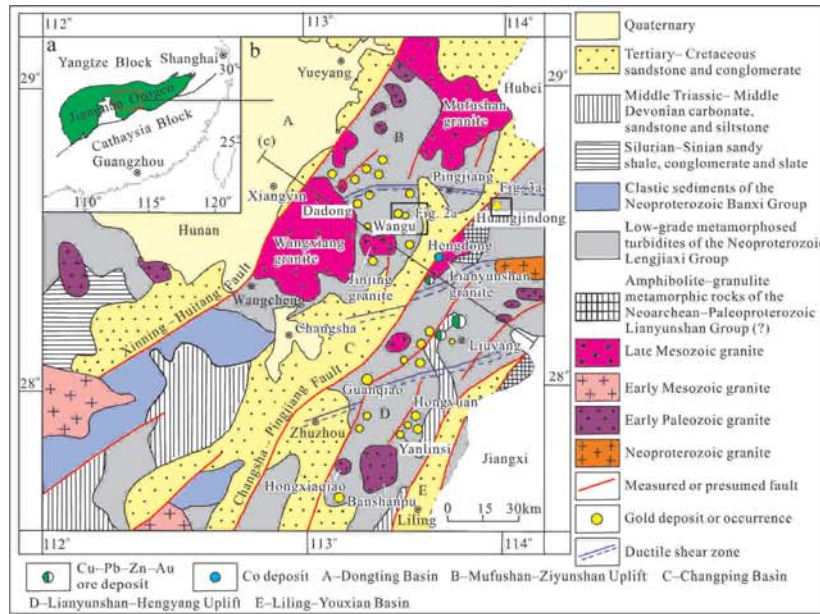 112°
113°
114°
a
Yangtze Block
Shanghai
30°
Jiangnan Orogen
Cathaysia Block
25°
Guangzhou
110°
115°
120°
b
29°
29°
Yueyang
Hubei
Mufushan
granite
A
B
(c)
Pingjiang
Fig. 3a
Xiangyin
Dadong
Fig. 2a
Huangjindong
Wangu
Hunan
Wangxiang
granite
Hengdong
Jinjing
granite
Lianyunshan
granite
Wangcheng
Xinning–Huitang Fault
Changsha
C
Liuyang
28°
28°
Guanqiao
Changsha–Pingjiang Fault
D
Zhuzhou
Yanlinsi
Jiangxi
Hongxiaqiao
Banshanpu
E
Liling
0
30km
112°
113°
114°
Quaternary
Tertiary–Cretaceous
sandstone and conglomerate
Middle Triassic–Middle
Devonian carbonate,
sandstone and siltstone
Silurian–Sinian sandy
shale, conglomerate and slate
Clastic sediments of the
Neoproterozoic Banxi Group
Low-grade metamorphosed
turbidites of the Neoproterozoic
Lengjiaxi Group
Amphibolite–granulite
metamorphic rocks of the
Neoarchean–Paleoproterozoic
Lianyunshan Group (?)
Late Mesozoic granite
Early Mesozoic granite
Early Paleozoic granite
Neoproterozoic granite
Measured or presumed fault
Gold deposit or occurrence
Ductile shear zone
Cu–Pb–Zn–Au
ore deposit
Co deposit A–Dongting Basin B–Mufushan-Ziyunshan Uplift C–Changping Basin
D–Lianyunshan–Hengyang Uplift E–Liling–Youxian Basin